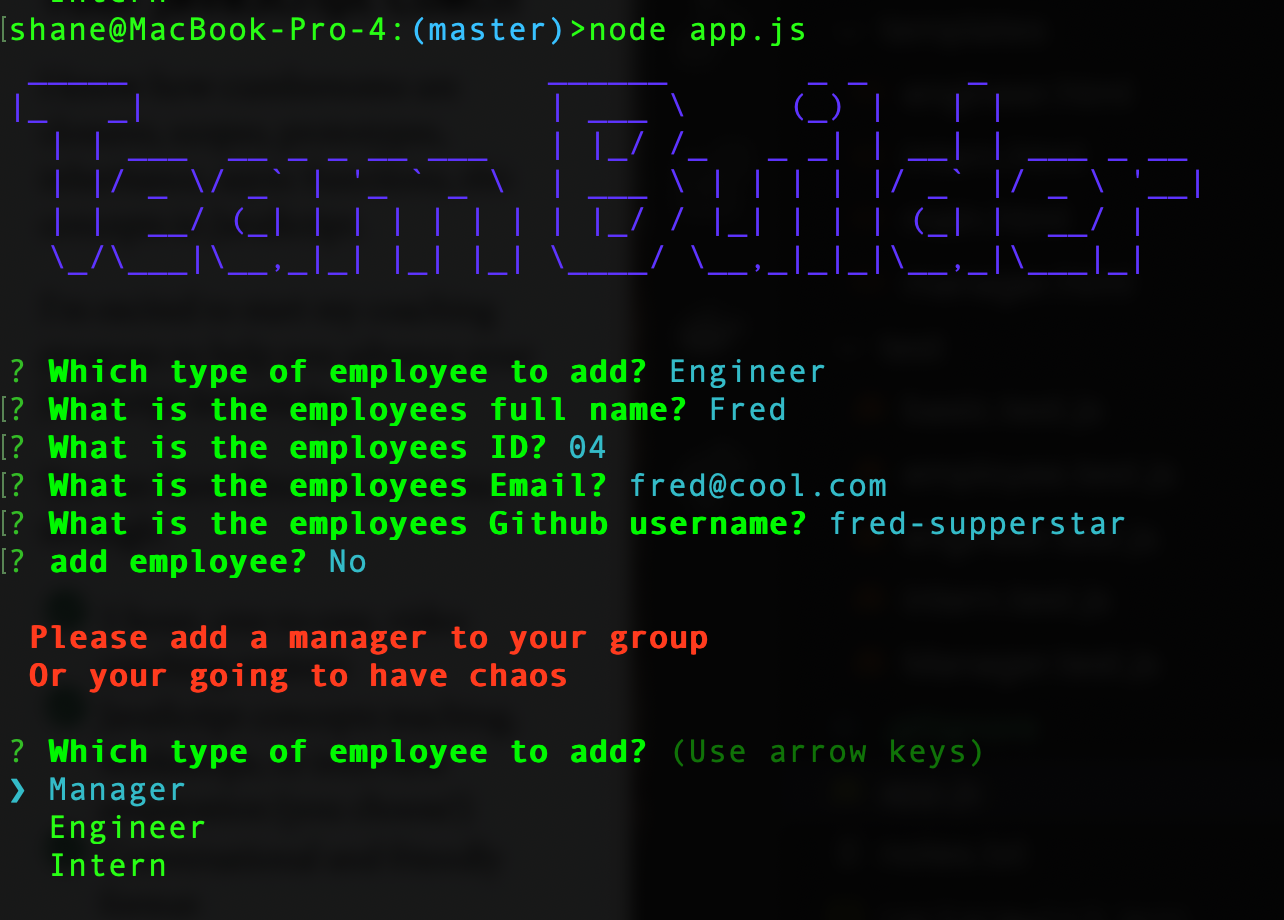 Intern
[shane@MacBook-Pro-4:(master)>node app.js
Team Builder
? Which type of employee to add? Engineer
[? What is the employees full name? Fred
[? What is the employees ID? 04
[? What is the employees Email? fred@cool.com
[? What is the employees Github username? fred-supperstar
[? add employee? No
Please add a manager to your group
Or your going to have chaos
? Which type of employee to add? (Use arrow keys)
❯ Manager
Engineer
Intern